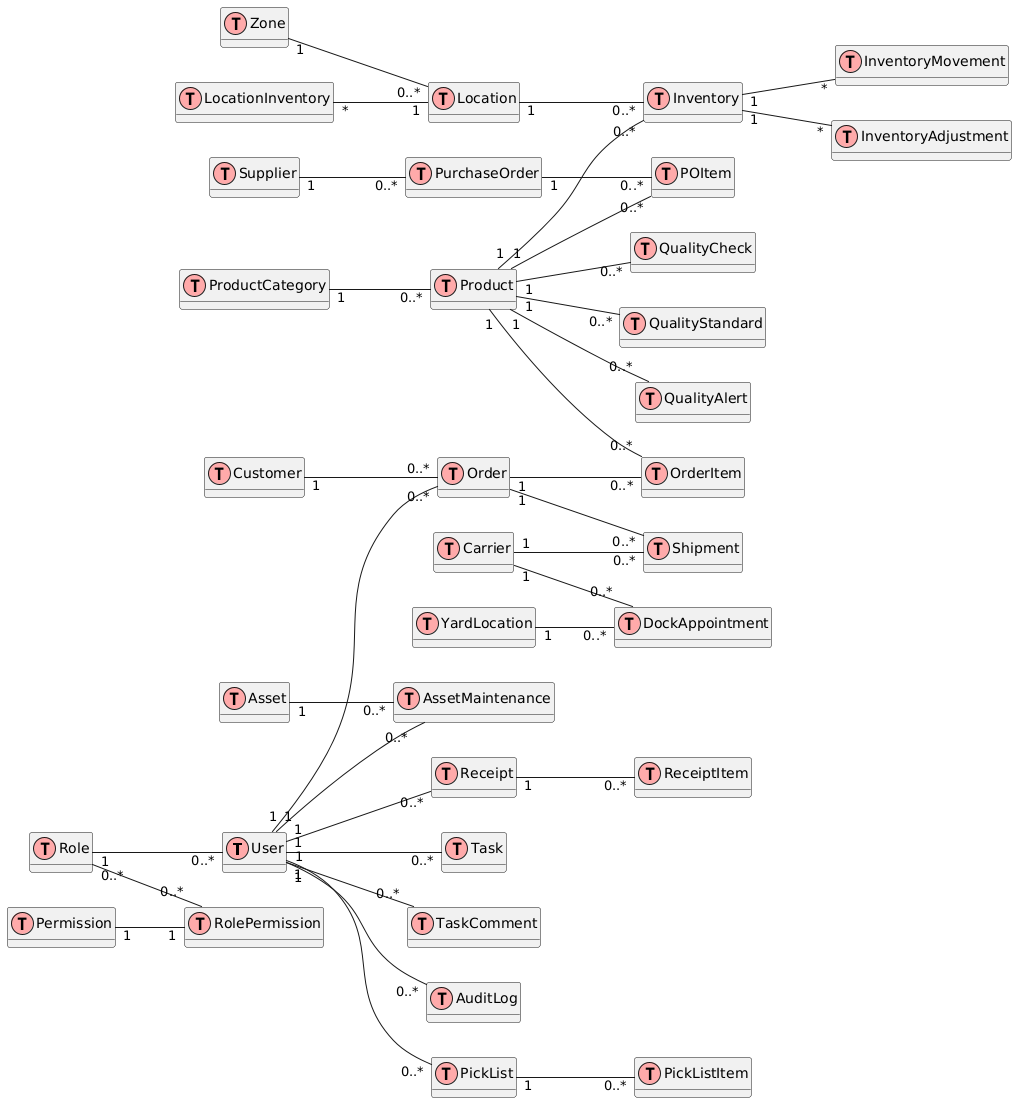 T Zone
1
0..*
T LocationInventory
*
1
T Location
1
0..*
T Inventory
1
*
T InventoryMovement
1
*
T InventoryAdjustment
0..*
T Supplier
1
0..*
T PurchaseOrder
1
0..*
T POItem
0..*
T ProductCategory
1
0..*
T Product
1
1
1
0..*
T QualityCheck
1
0..*
T QualityStandard
1
0..*
T QualityAlert
1
0..*
T OrderItem
T Customer
1
0..*
0..*
T Order
1
0..*
1
0..*
T Shipment
T Carrier
1
0..*
1
0..*
T DockAppointment
T YardLocation
1
0..*
T Asset
1
0..*
T AssetMaintenance
0..*
T Receipt
1
0..*
T ReceiptItem
0..*
T Role
1
0..*
T User
1
1
1
1
1
1
1
0..*
T Task
0..*
0..*
T Permission
1
1
T RolePermission
0..*
T TaskComment
0..*
T AuditLog
0..*
T PickList
1
0..*
T PickListItem